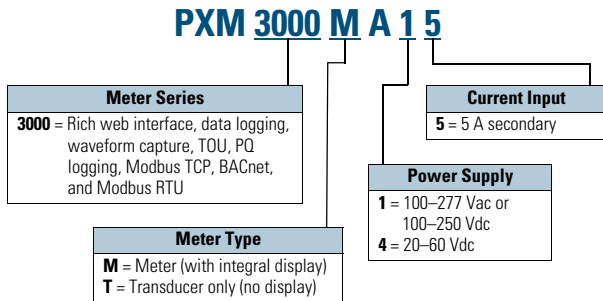 PXM 3000 M A 1 5
Meter Series
3000 = Rich web interface, data logging,
waveform capture, TOU, PQ
logging, Modbus TCP, BACnet,
and Modbus RTU
Meter Type
M = Meter (with integral display)
T = Transducer only (no display)
Current Input
5 = 5 A secondary
Power Supply
1 = 100–277 Vac or
100–250 Vdc
4 = 20–60 Vdc